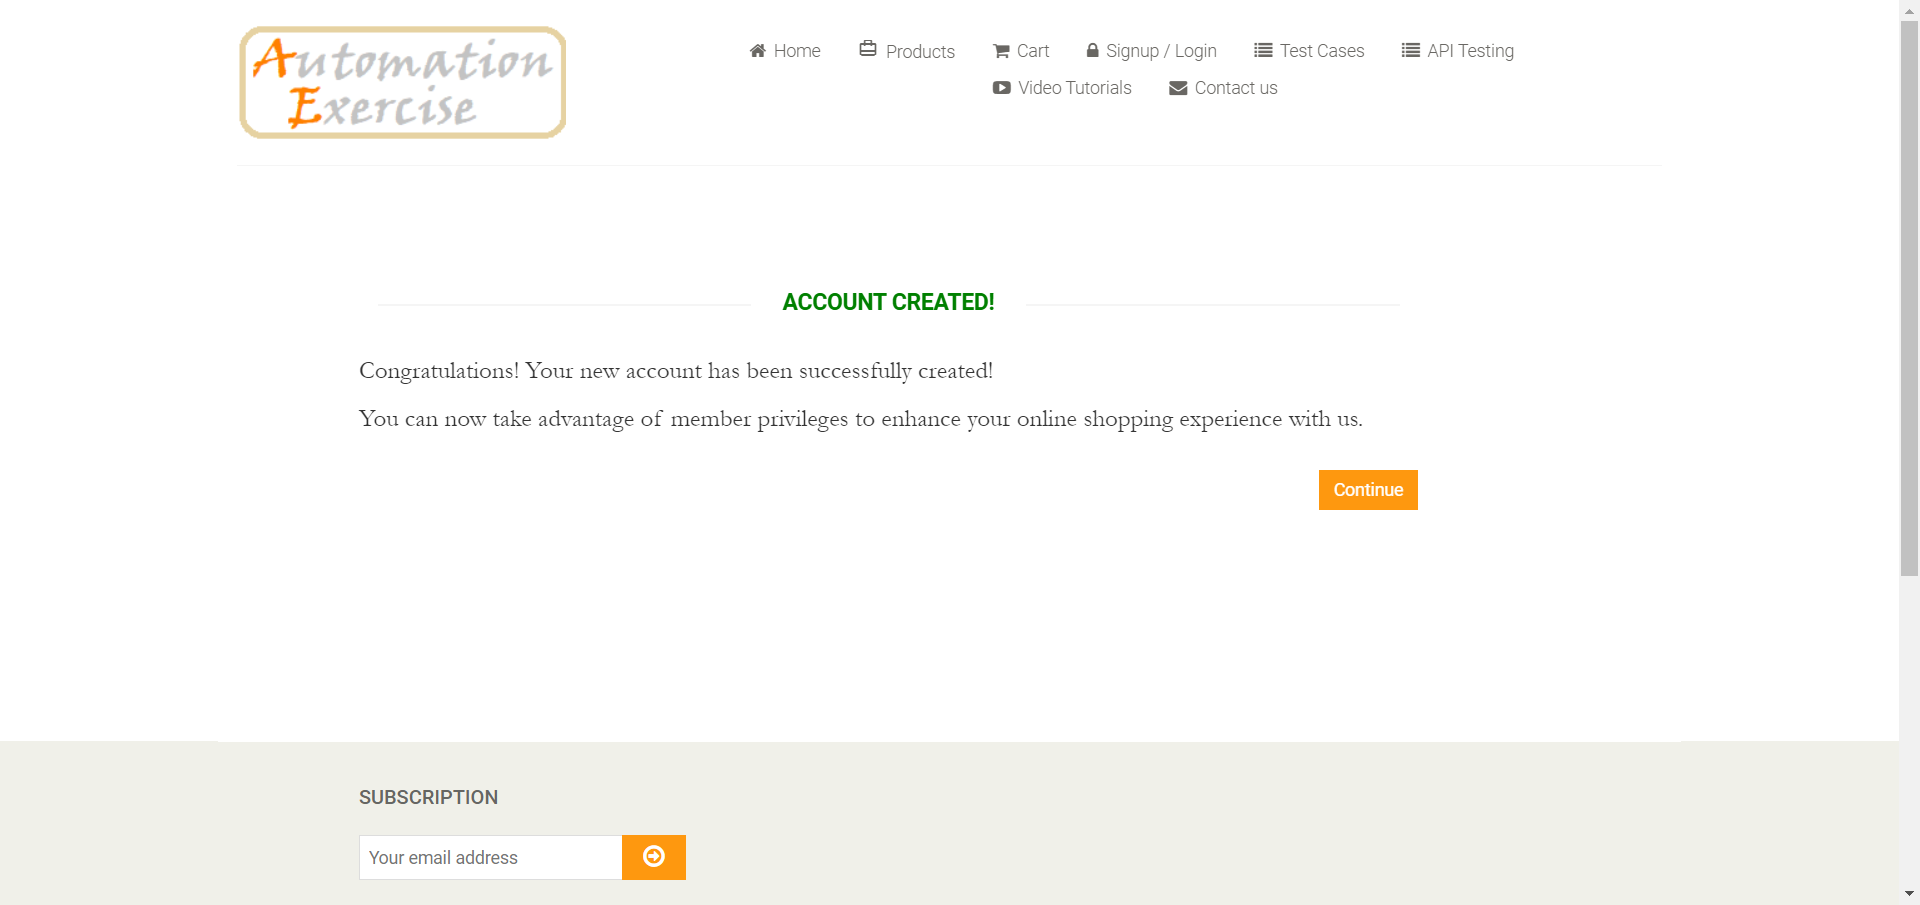 Automation
Exercise
Home
Products
Cart
Signup / Login
Test Cases
API Testing
Video Tutorials
Contact us
ACCOUNT CREATED!
Congratulations! Your new account has been successfully created!
You can now take advantage of member privileges to enhance your online shopping experience with us.
Continue
SUBSCRIPTION
Your email address